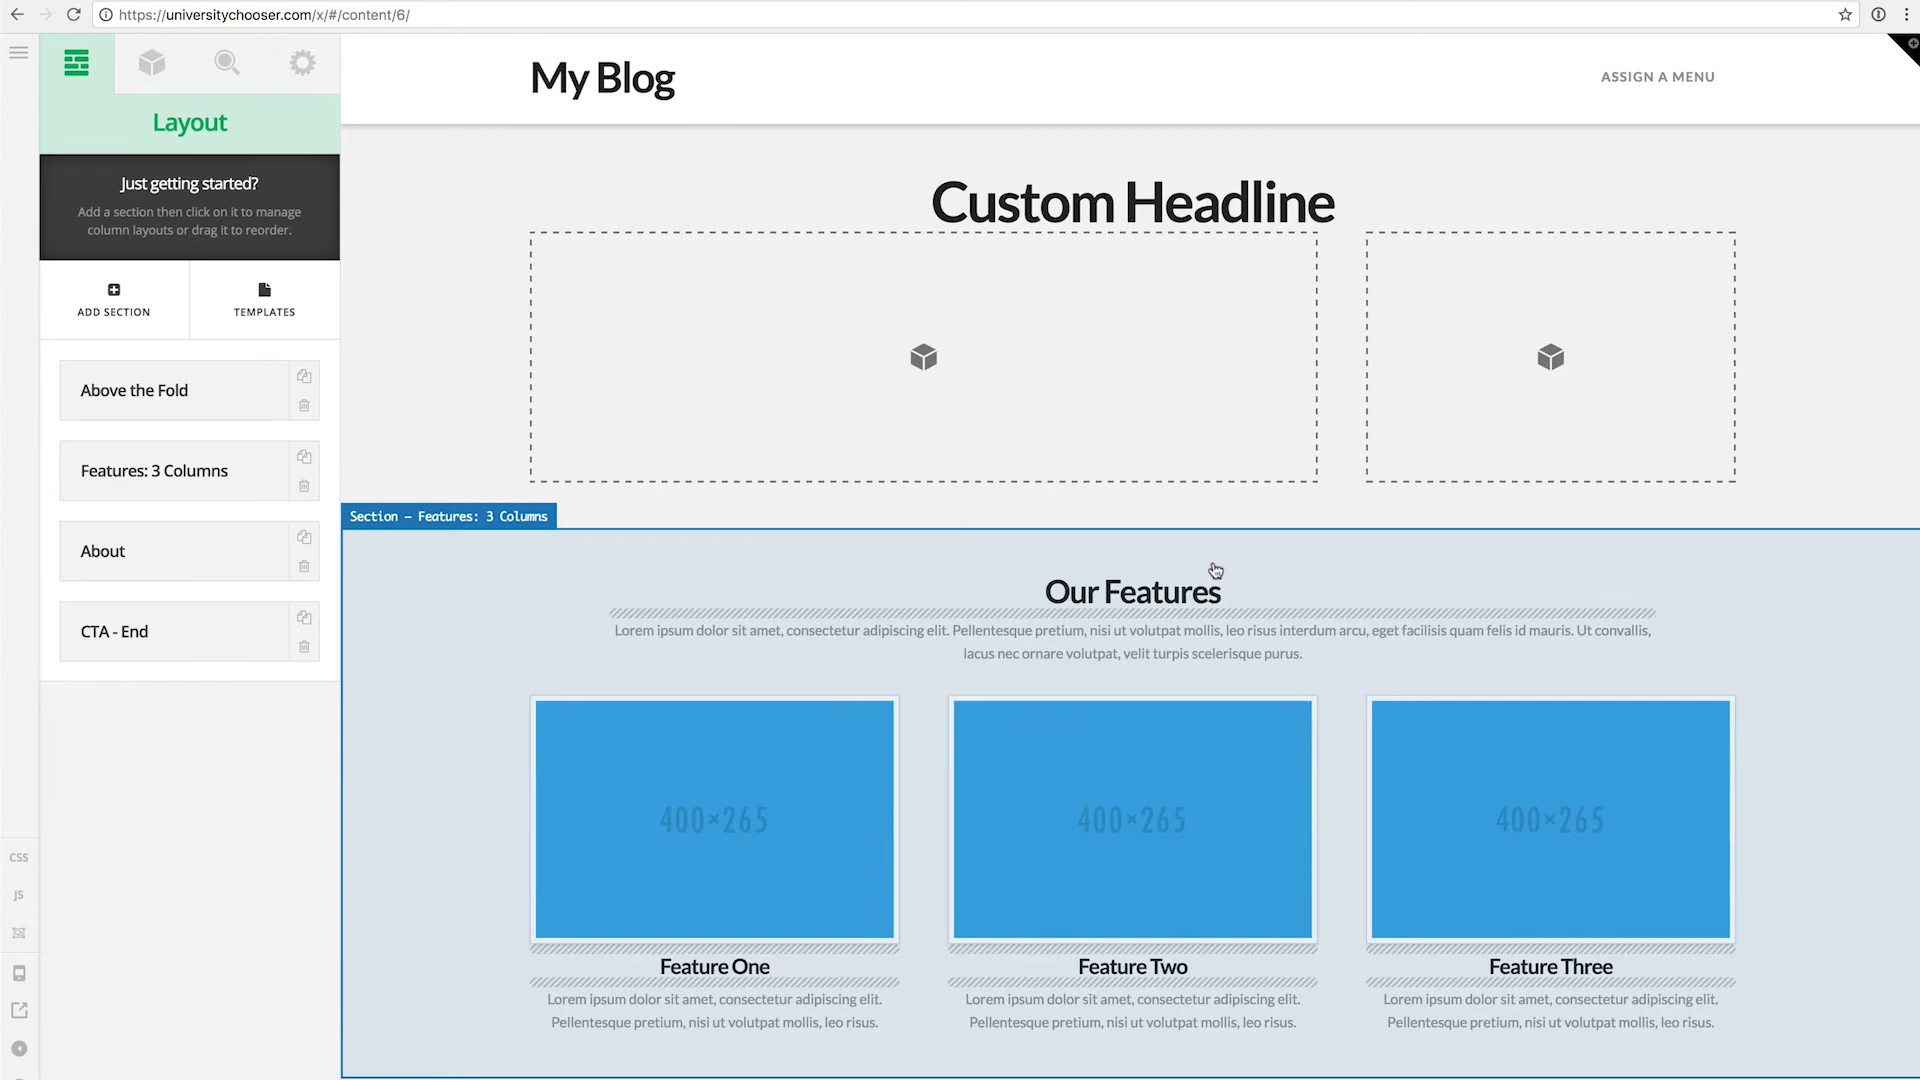 https://universitychooser.com/x/#/content/6/
Layout
Just getting started?
Add a section then click on it to manage
column layouts or drag it to reorder.
ADD SECTION
TEMPLATES
Above the Fold
Features: 3 Columns
About
CTA - End
CSS
JS
My Blog
ASSIGN A MENU
Custom Headline
Section — Features: 3 Columns
Our Features
Lorem ipsum dolor sit amet, consectetur adipiscing elit. Pellentesque pretium, nisi ut volutpat mollis, leo risus interdum arcu, eget facilisis quam felis id mauris. Ut convallis,
lacus nec ornare volutpat, velit turpis scelerisque purus.
400×265
400×265
400×265
Feature One
Lorem ipsum dolor sit amet, consectetur adipiscing elit.
Pellentesque pretium, nisi ut volutpat mollis, leo risus.
Feature Two
Lorem ipsum dolor sit amet, consectetur adipiscing elit.
Pellentesque pretium, nisi ut volutpat mollis, leo risus.
Feature Three
Lorem ipsum dolor sit amet, consectetur adipiscing elit.
Pellentesque pretium, nisi ut volutpat mollis, leo risus.